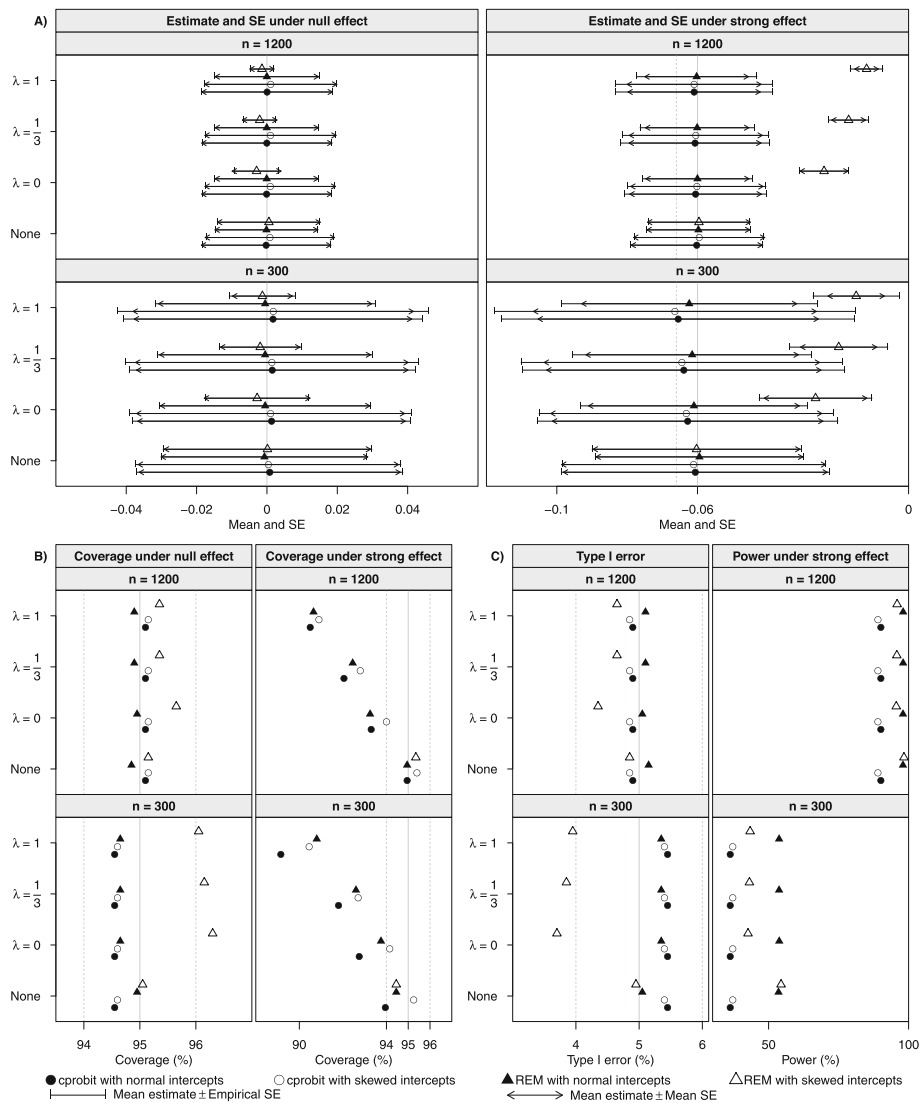 A)
Estimate and SE under null effect
Estimate and SE under strong effect
n = 1200
n = 1200
λ = 1
λ = 1/3
λ = 0
None
n = 300
n = 300
λ = 1
λ = 1/3
λ = 0
None
−0.04 −0.02 0 0.02 0.04
−0.1 −0.06 0
Mean and SE
Mean and SE
B)
Coverage under null effect
Coverage under strong effect
n = 1200
n = 1200
λ = 1
λ = 1/3
λ = 0
None
n = 300
n = 300
λ = 1
λ = 1/3
λ = 0
None
94 95 96
90 94 95 96
Coverage (%)
Coverage (%)
C)
Type I error
Power under strong effect
n = 1200
n = 1200
λ = 1
λ = 1/3
λ = 0
None
n = 300
n = 300
λ = 1
λ = 1/3
λ = 0
None
4 5 6
50 100
Type I error (%)
Power (%)
cprobit with normal intercepts
cprobit with skewed intercepts
REM with normal intercepts
REM with skewed intercepts
Mean estimate ± Empirical SE
Mean estimate ± Mean SE